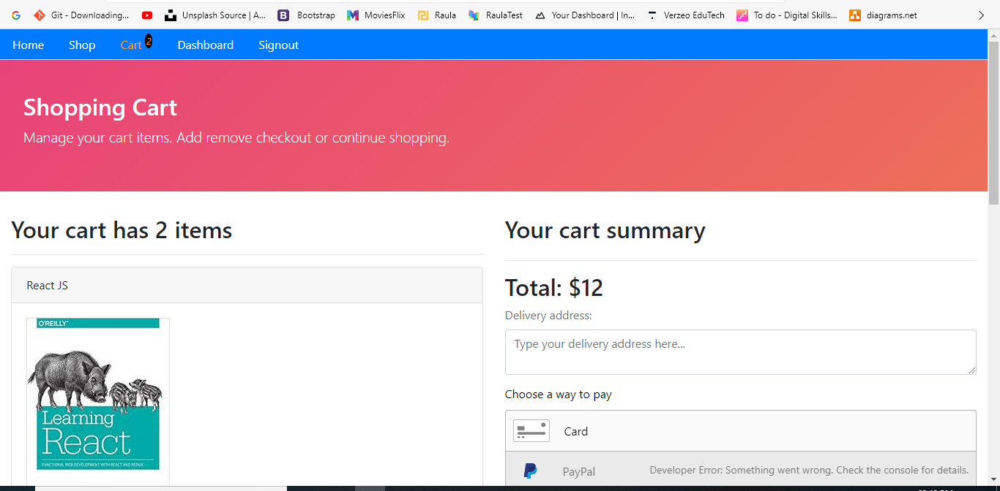 Git - Downloading...
Unsplash Source | A...
Bootstrap
MoviesFlix
Raula
RaulaTest
Your Dashboard | In...
Verzeo EduTech
To do - Digital Skills...
diagrams.net
Home
Shop
Cart 2
Dashboard
Signout
Shopping Cart
Manage your cart items. Add remove checkout or continue shopping.
Your cart has 2 items
React JS
O'REILLY
Learning
React
FUNCTIONAL WEB DEVELOPMENT WITH REACT AND REDUX
Your cart summary
Total: $12
Delivery address:
Type your delivery address here...
Choose a way to pay
Card
PayPal
Developer Error: Something went wrong. Check the console for details.